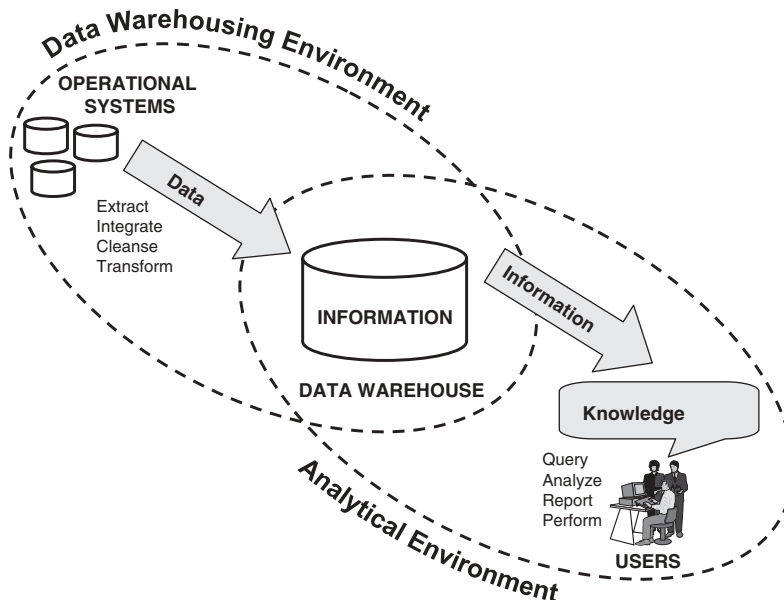 Data Warehousing Environment
OPERATIONAL
SYSTEMS
Data
Extract
Integrate
Cleanse
Transform
INFORMATION
DATA WAREHOUSE
Information
Knowledge
Query
Analyze
Report
Perform
USERS
Analytical Environment